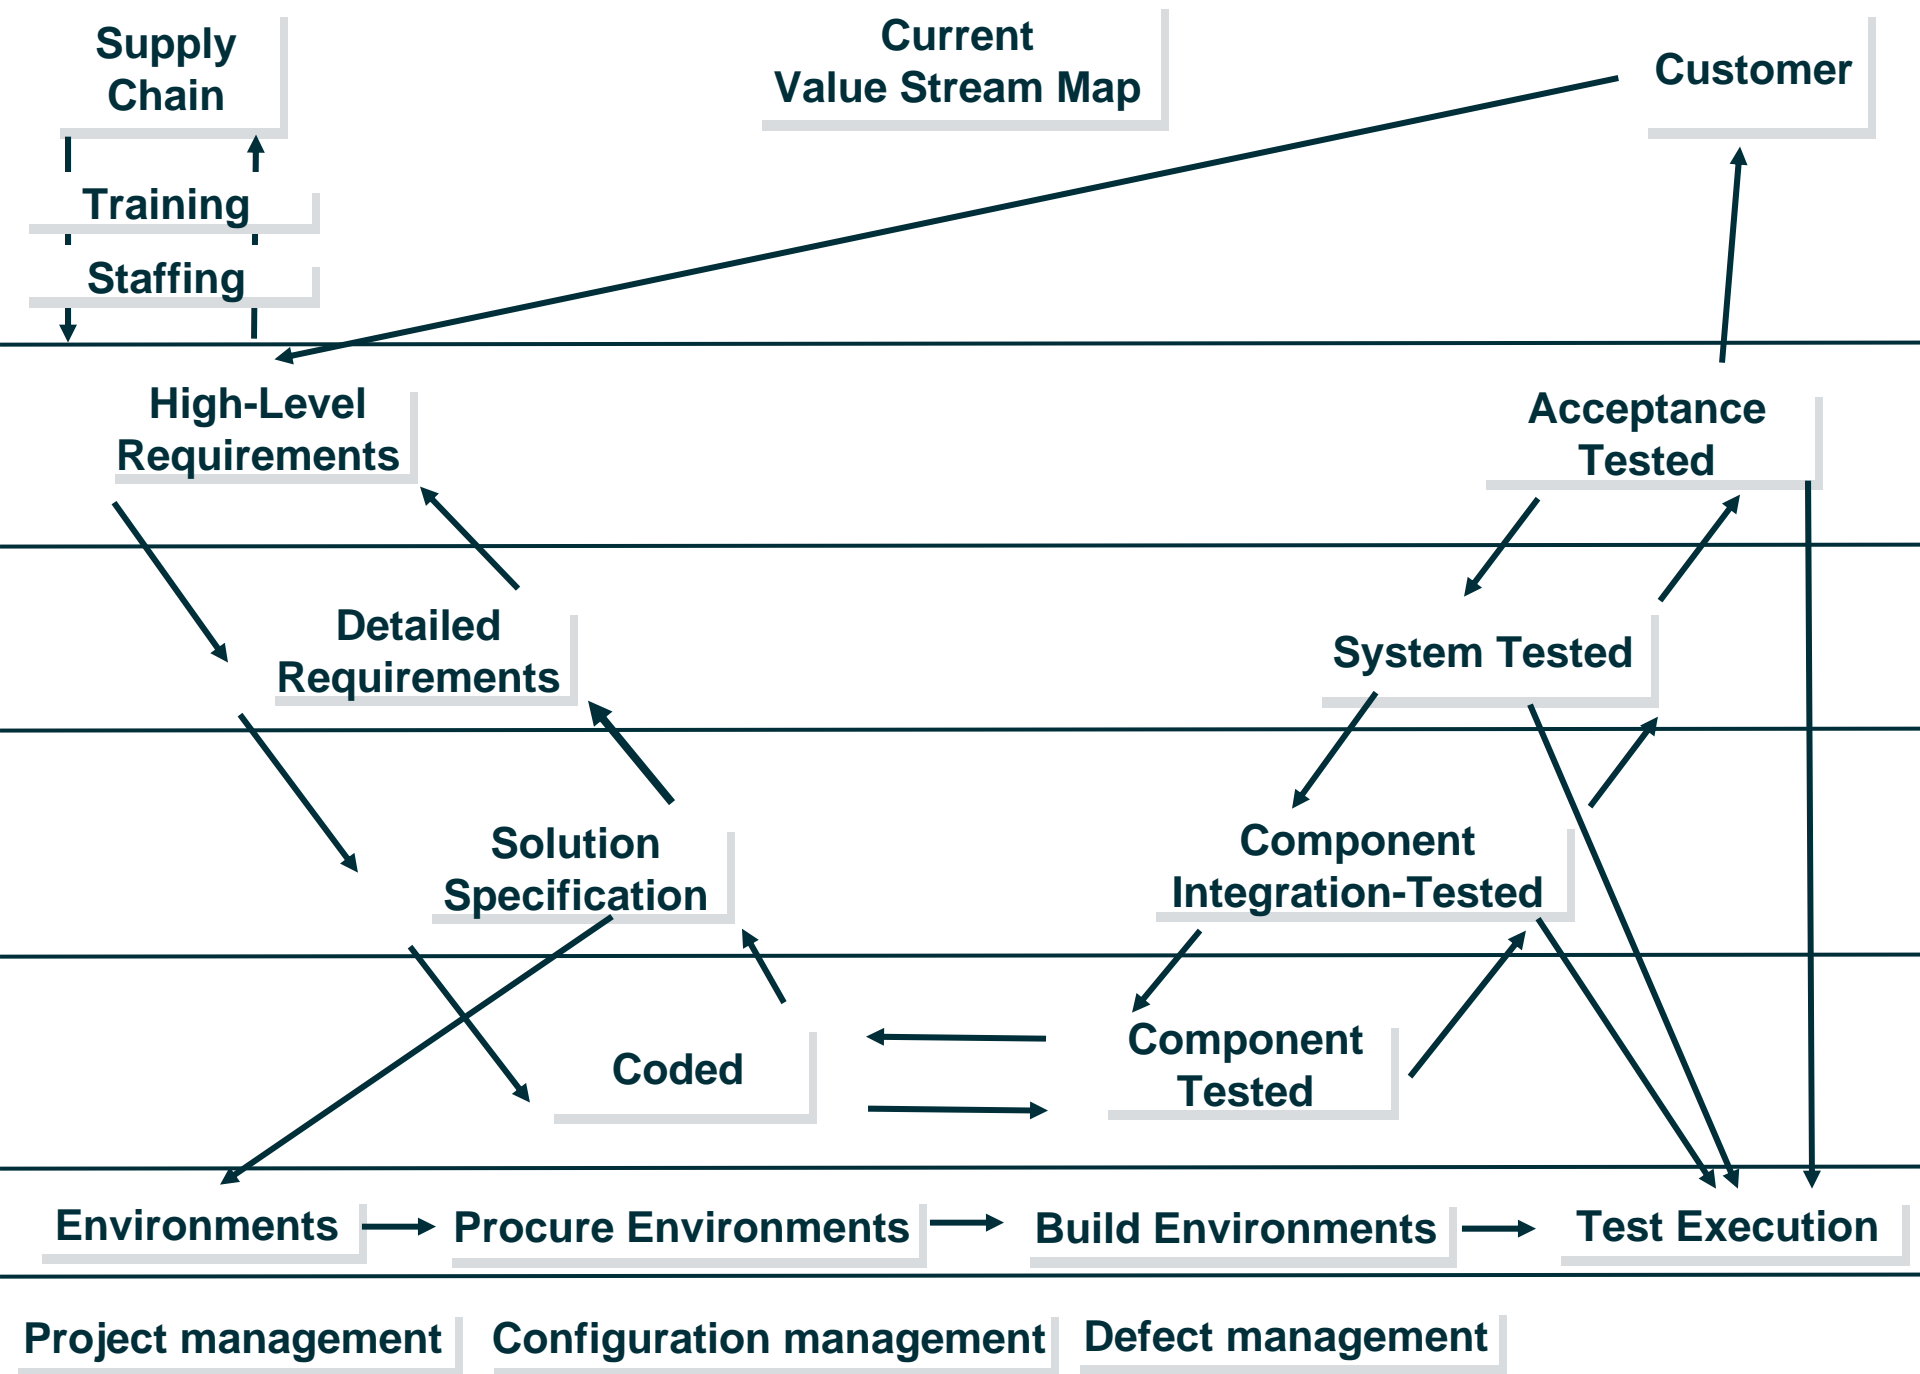 Supply
Chain
Current
Value Stream Map
Customer
Training
Staffing
High-Level
Requirements
Acceptance
Tested
Detailed
Requirements
System Tested
Solution
Specification
Component
Integration-Tested
Coded
Component
Tested
Environments
Procure Environments
Build Environments
Test Execution
Project management
Configuration management
Defect management